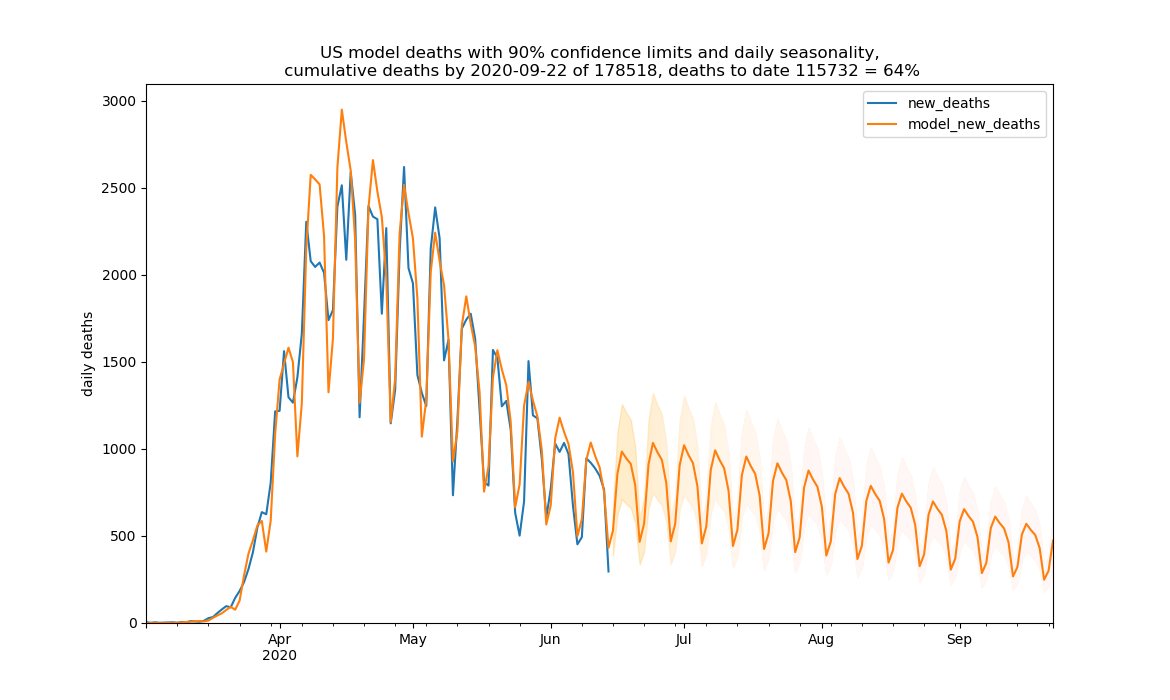 US model deaths with 90% confidence limits and daily seasonality,
cumulative deaths by 2020-09-22 of 178518, deaths to date 115732 = 64%
new_deaths
model_new_deaths
3000
2500
2000
1500
1000
500
0
daily deaths
Apr
2020
May
Jun
Jul
Aug
Sep